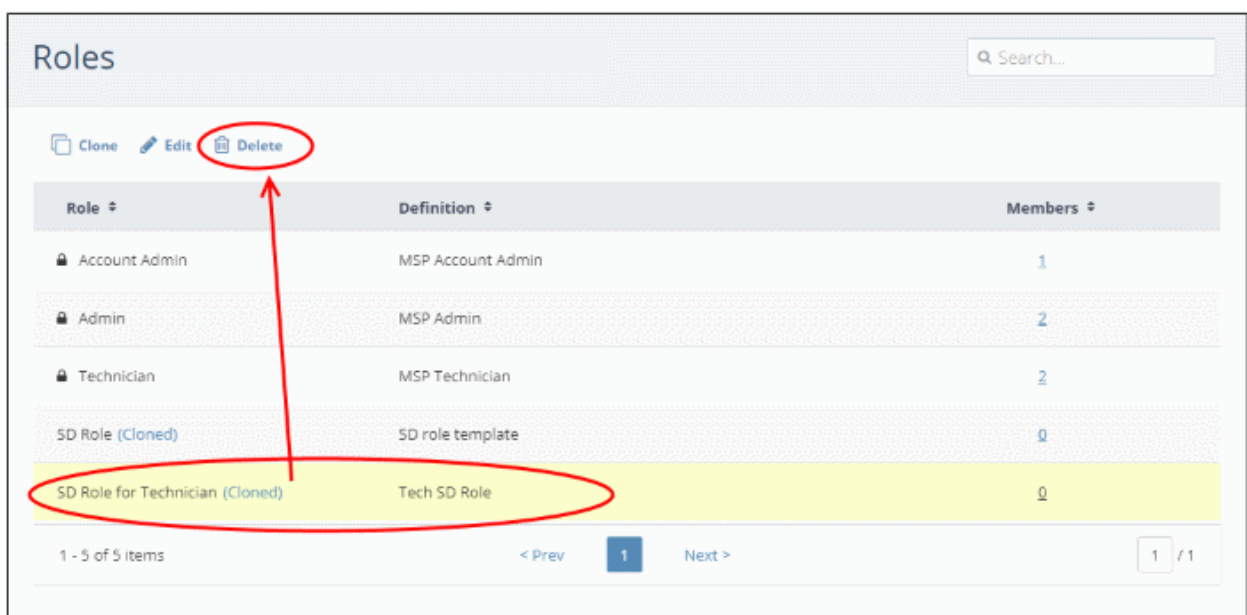 Roles
Search...
Clone Edit Delete
Role Definition Members
Account Admin MSP Account Admin 1
Admin MSP Admin 2
Technician MSP Technician 2
SD Role (Cloned) SD role template 0
SD Role for Technician (Cloned) Tech SD Role 0
1 - 5 of 5 items < Prev 1 Next > 1 / 1